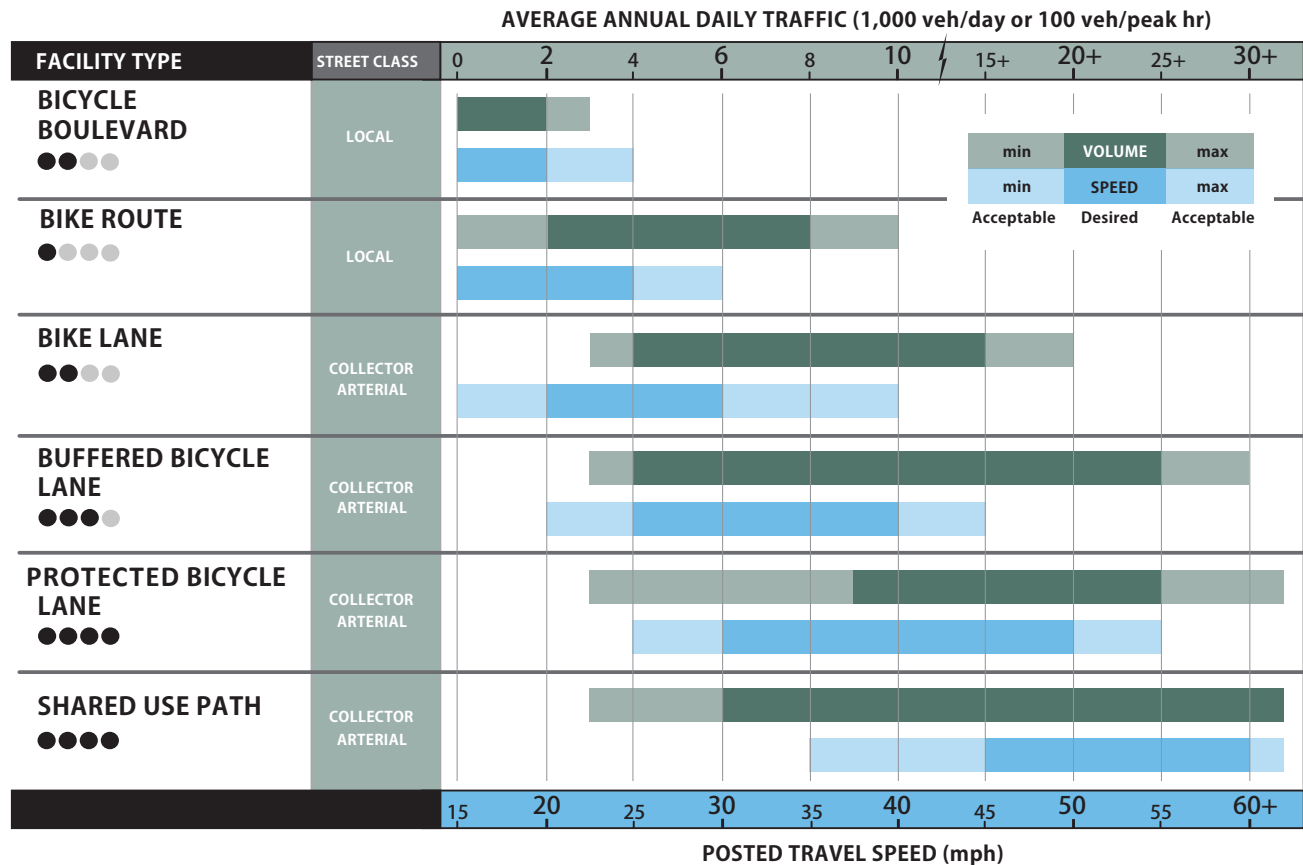 AVERAGE ANNUAL DAILY TRAFFIC (1,000 veh/day or 100 veh/peak hr)
FACILITY TYPE STREET CLASS 0 2 4 6 8 10 15+ 20+ 25+ 30+
BICYCLE
BOULEVARD
LOCAL
min VOLUME max
min SPEED max
Acceptable Desired Acceptable
BIKE ROUTE
LOCAL
BIKE LANE
COLLECTOR
ARTERIAL
BUFFERED BICYCLE
LANE
COLLECTOR
ARTERIAL
PROTECTED BICYCLE
LANE
COLLECTOR
ARTERIAL
SHARED USE PATH
COLLECTOR
ARTERIAL
15 20 25 30 35 40 45 50 55 60+
POSTED TRAVEL SPEED (mph)